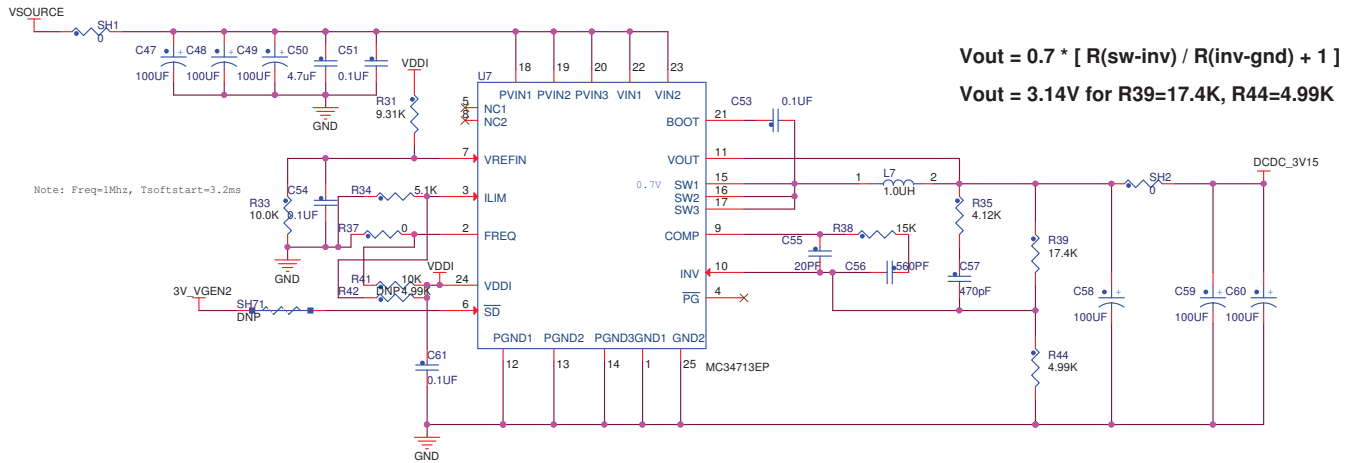 VSOURCE
SH1
0
C47
100UF
C48
100UF
C49
100UF
C50
4.7uF
C51
0.1UF
GND
VDDI
R31
9.31K
U7
18
19
20
22
23
PVIN1
PVIN2
PVIN3
VIN1
VIN2
5
NC1
8
NC2
7
VREFIN
3
ILIM
2
FREQ
24
VDDI
6
SD
BOOT
21
VOUT
11
0.7V
SW1
15
SW2
16
SW3
17
COMP
9
INV
10
PG
4
PGND1
PGND2
PGND3
GND1
GND2
12
13
14
1
25
MC34713EP
Note: Freq=1Mhz, Tsoftstart=3.2ms
R33
10.0K
C54
0.1UF
R34
5.1K
R37
0
GND
R41
10K
R42
DNP
4.99K
VDDI
3V_VGEN2
SH71
DNP
C61
0.1UF
GND
C53
0.1UF
1
L7
2
1.0UH
R35
4.12K
C55
20PF
R38
15K
C56
560PF
C57
470pF
R39
17.4K
R44
4.99K
C58
100UF
SH2
0
DCDC_3V15
C59
100UF
C60
100UF
Vout = 0.7 * [ R(sw-inv) / R(inv-gnd) + 1 ]
Vout = 3.14V for R39=17.4K, R44=4.99K